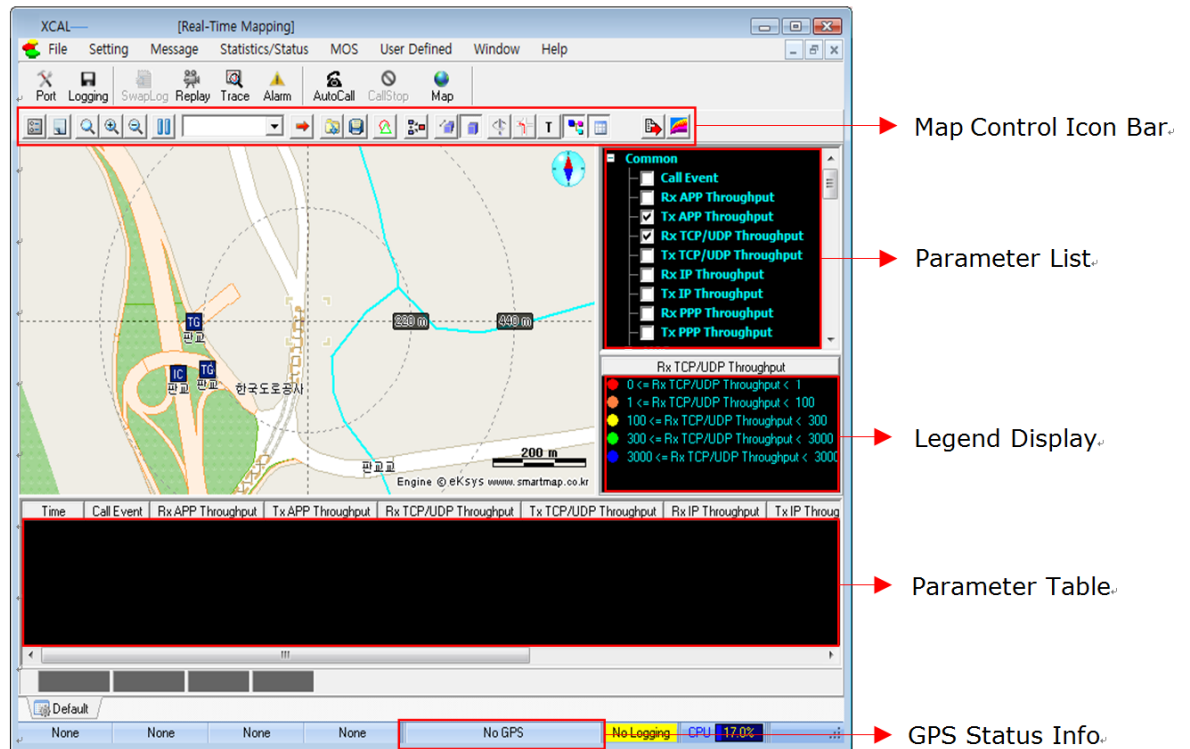 XCAL— [Real-Time Mapping]
File Setting Message Statistics/Status MOS User Defined Window Help
Port Logging SwapLog Replay Trace Alarm AutoCall CallStop Map
T
Map Control Icon Bar
Common
Call Event
Rx APP Throughput
Tx APP Throughput
Rx TCP/UDP Throughput
Tx TCP/UDP Throughput
Rx IP Throughput
Tx IP Throughput
Rx PPP Throughput
Tx PPP Throughput
Parameter List
220 m 440 m
TG
판교
IC
판교
TG
판교
한국도로공사
판교교
200 m
Engine © eKsys www.smartmap.co.kr
Rx TCP/UDP Throughput
0 <= Rx TCP/UDP Throughput < 1
1 <= Rx TCP/UDP Throughput < 100
100 <= Rx TCP/UDP Throughput < 300
300 <= Rx TCP/UDP Throughput < 3000
3000 <= Rx TCP/UDP Throughput < 3000
Legend Display
Time Call Event Rx APP Throughput Tx APP Throughput Rx TCP/UDP Throughput Tx TCP/UDP Throughput Rx IP Throughput Tx IP Throug
Parameter Table
Default
None None None None No GPS No Logging CPU 17.0%
GPS Status Info